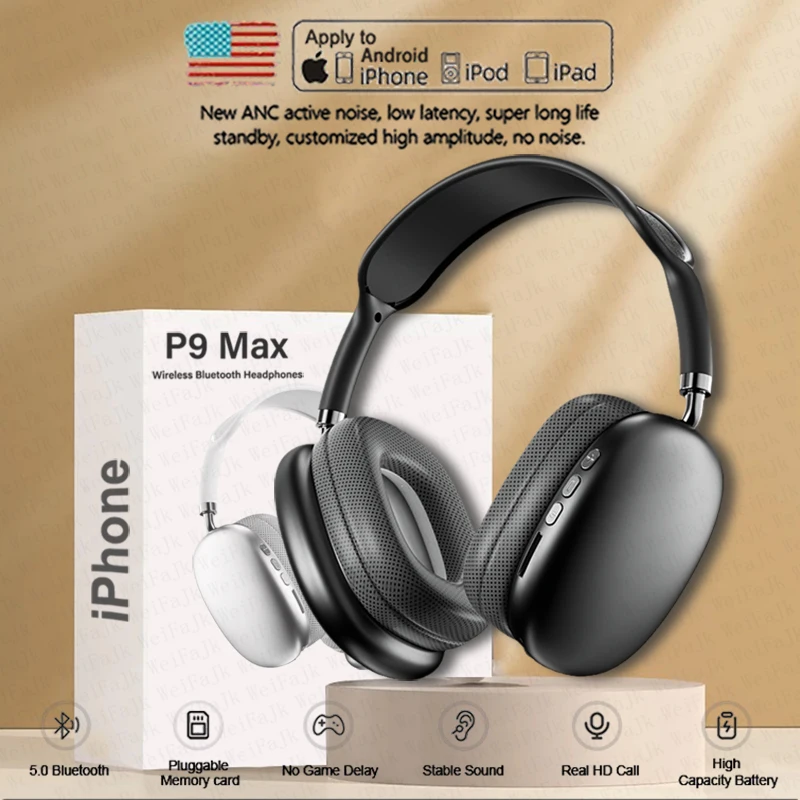 Apply to
Android
iPhone
iPod
iPad
New ANC active noise, low latency, super long life
standby, customized high amplitude, no noise.
P9 Max
Wireless Bluetooth Headphones
iPhone
5.0 Bluetooth
Pluggable
Memory card
No Game Delay
Stable Sound
Real HD Call
High
Capacity Battery
WeiFaJk